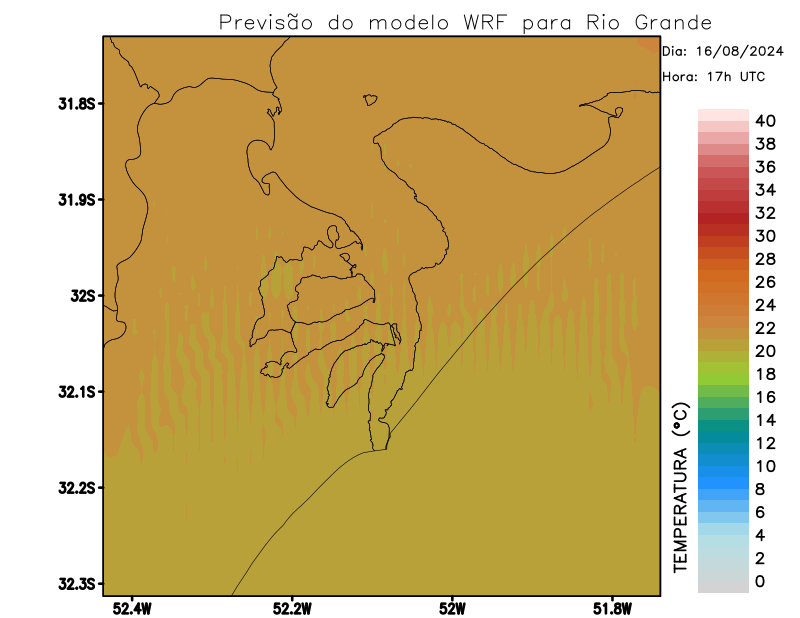 Previsão do modelo WRF para Rio Grande
Dia: 16/08/2024
Hora: 17h UTC
31.8S
31.9S
32S
32.1S
32.2S
32.3S
52.4W
52.2W
52W
51.8W
TEMPERATURA (°C)
40
38
36
34
32
30
28
26
24
22
20
18
16
14
12
10
8
6
4
2
0